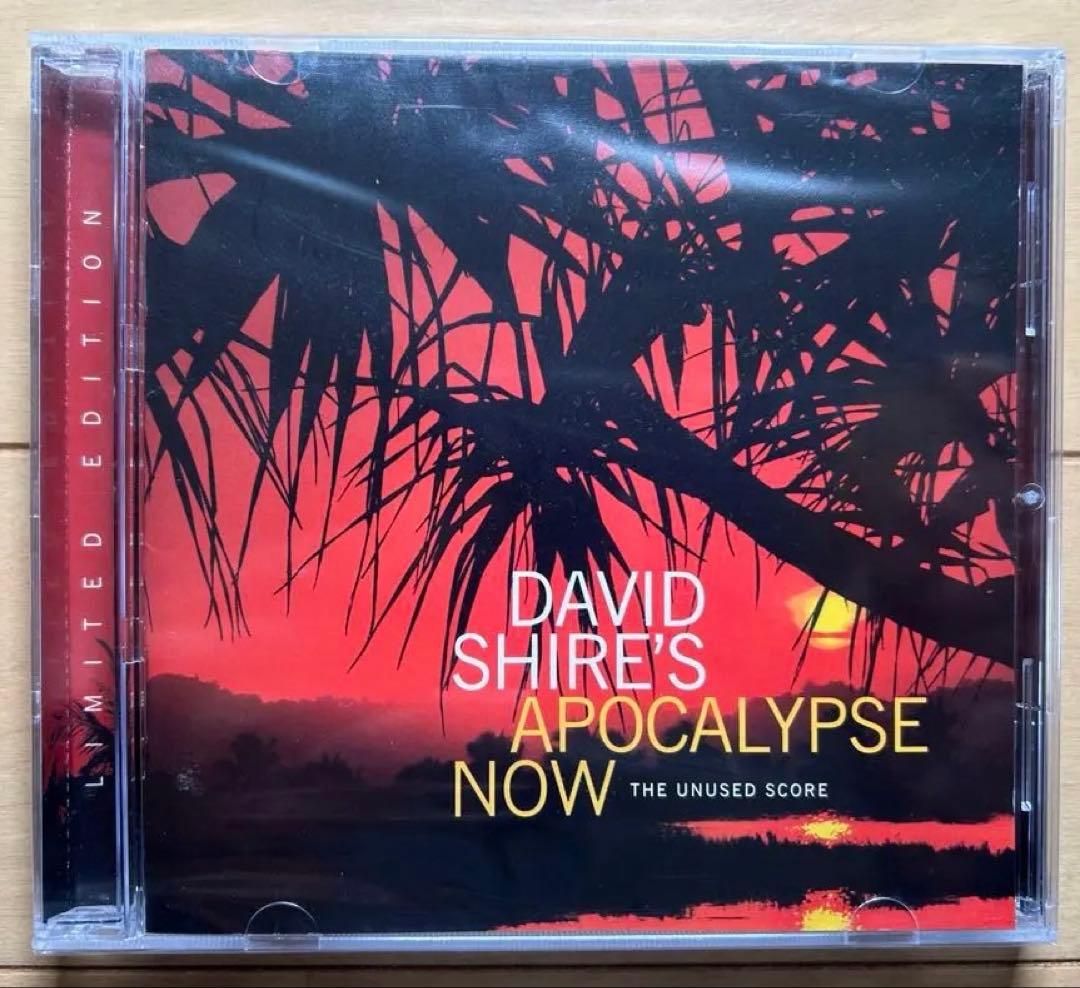 LIMITED EDITION
DAVID
SHIRE'S
APOCALYPSE
NOW THE UNUSED SCORE